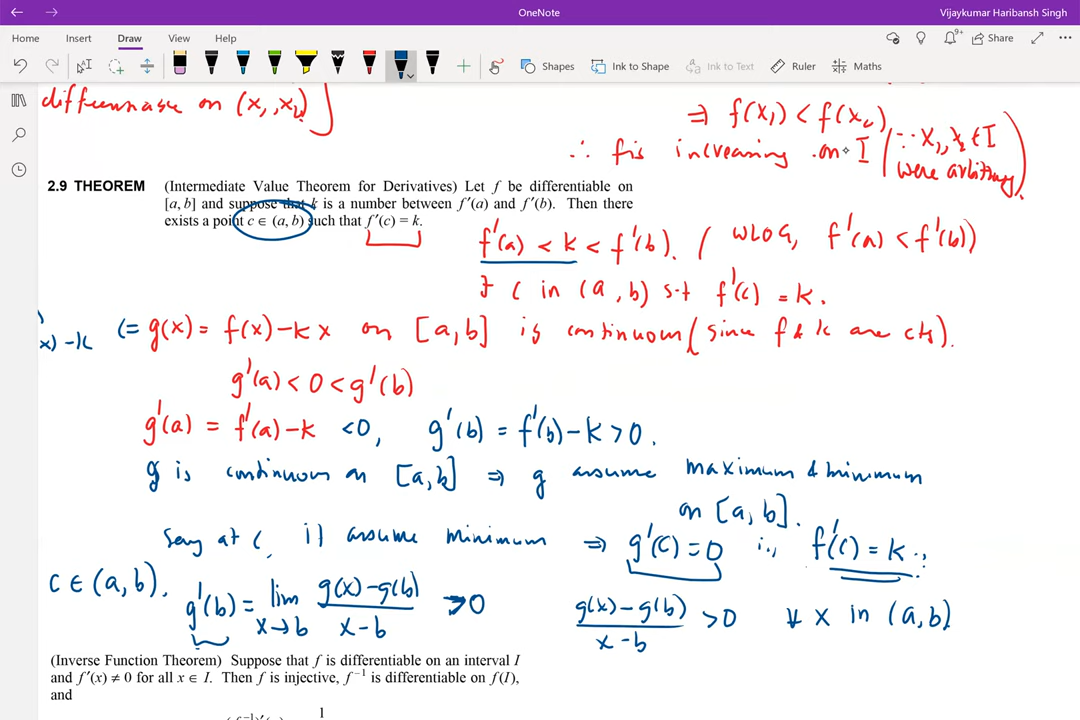 OneNote
Vijaykumar Haribansh Singh
Home Insert Draw View Help
9+ Share
Shapes Ink to Shape Ink to Text Ruler Maths
differentiable on (x₁, x₂)]
⇒ f(x₁) < f(x₂)
∴ f is increasing on I (∵ x₁, x₂ ∈ I
were arbitrary)
2.9 THEOREM (Intermediate Value Theorem for Derivatives) Let f be differentiable on
[a, b] and suppose that k is a number between f′(a) and f′(b). Then there
exists a point c ∈ (a, b) such that f′(c) = k.
f′(a) < k < f′(b). / WLOG, f′(a) < f′(b))
∃ c in (a, b) s.t f′(c) = k.
x) - k (= g(x) = f(x) - k x on [a, b] is continuous (since f & k are cts).
g′(a) < 0 < g′(b)
g′(a) = f′(a) - k < 0, g′(b) = f′(b) - k > 0.
g is continuous on [a, b] ⇒ g assume maximum & minimum
on [a, b].
Say at c, it assume minimum ⇒ g′(c) = 0 i., f′(c) = k.
c ∈ (a, b). g′(b) = lim g(x) - g(b) > 0 g(x) - g(b) > 0 ∀ x in (a, b)
x → b x - b x - b
(Inverse Function Theorem) Suppose that f is differentiable on an interval I
and f′(x) ≠ 0 for all x ∈ I. Then f is injective, f⁻¹ is differentiable on f(I),
and
1